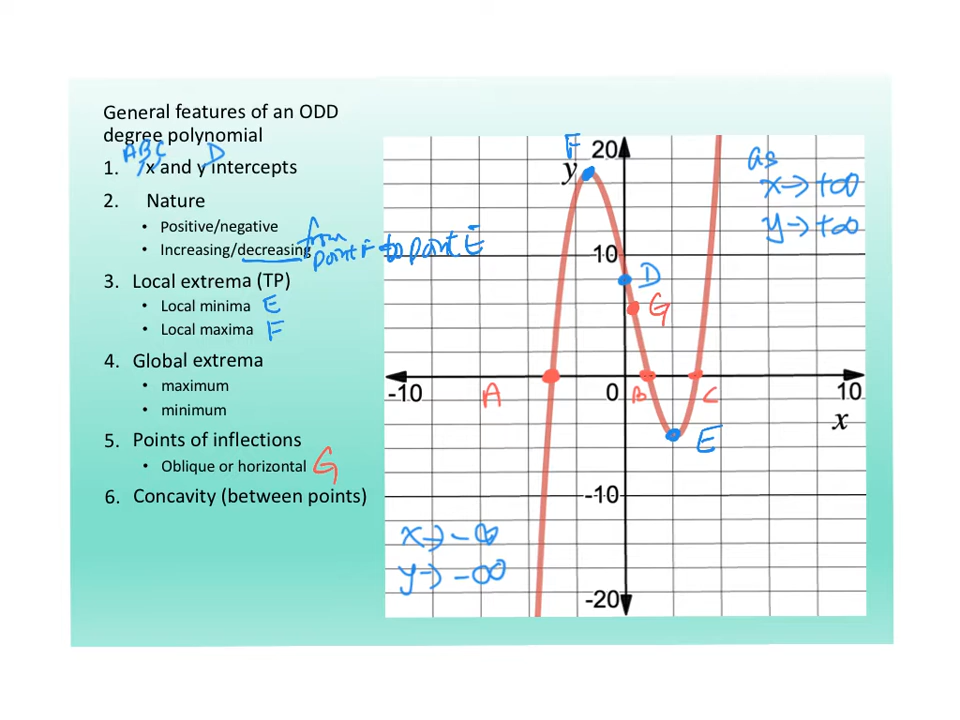 General features of an ODD
degree polynomial
ABC D
1. x and y intercepts
2. Nature
• Positive/negative
• Increasing/decreasing from point F to point E
3. Local extrema (TP)
• Local minima E
• Local maxima F
4. Global extrema
• maximum
• minimum
5. Points of inflections
• Oblique or horizontal G
6. Concavity (between points)
F 20
y
as
x→+∞
y→+∞
10
D
G
-10 A 0 B C 10
x
E
-10
x→-∞
y→-∞
-20